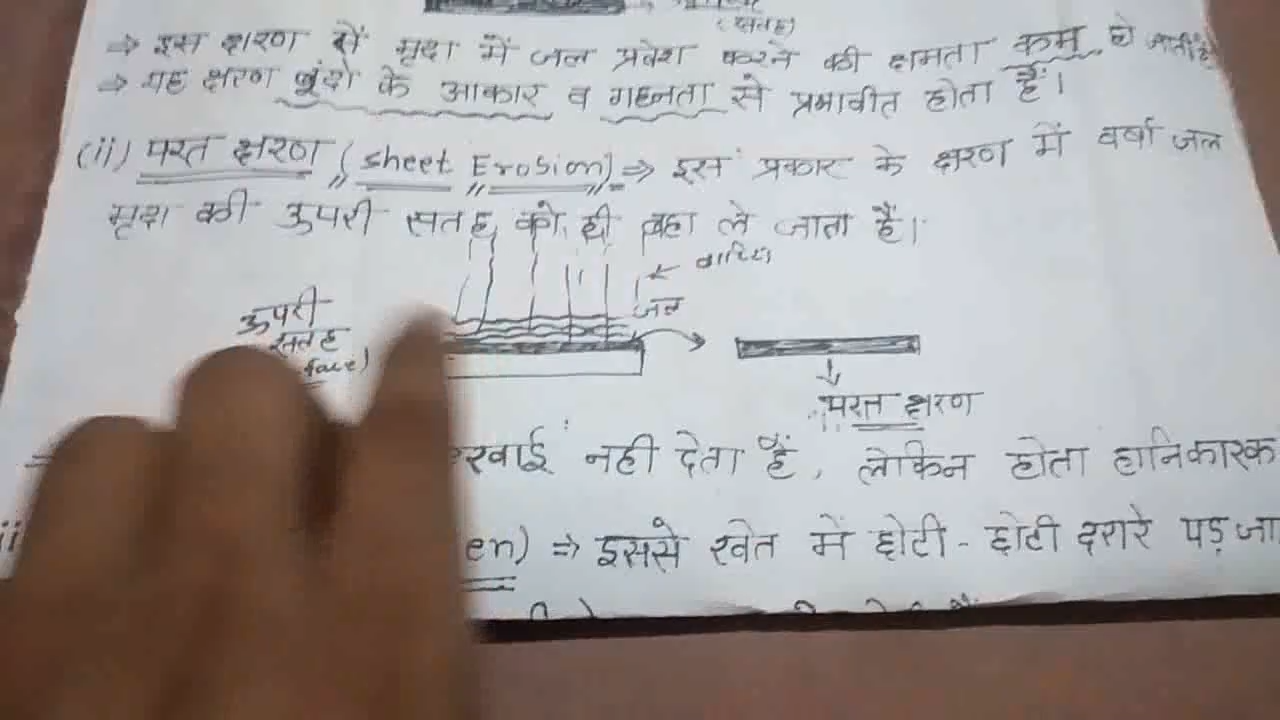 (सतह)
⇒ इस क्षरण में मृदा में जल प्रवेश करने की क्षमता कम हो जाती है
→ यह क्षरण बूंदो के आकार व गहनता से प्रभावीत होता है।
(ii) परत क्षरण (Sheet Erosion) ⇒ इस प्रकार के क्षरण में वर्षा जल
मृदा की ऊपरी सतह को ही बहा ले जाता हैं।
ऊपरी
सतह
face)
जल
परत क्षरण
नही देता हैं, लेकिन होता हानिकारक
en) ⇒ इससे खेत में छोटी - छोटी दरारे पड़ जा